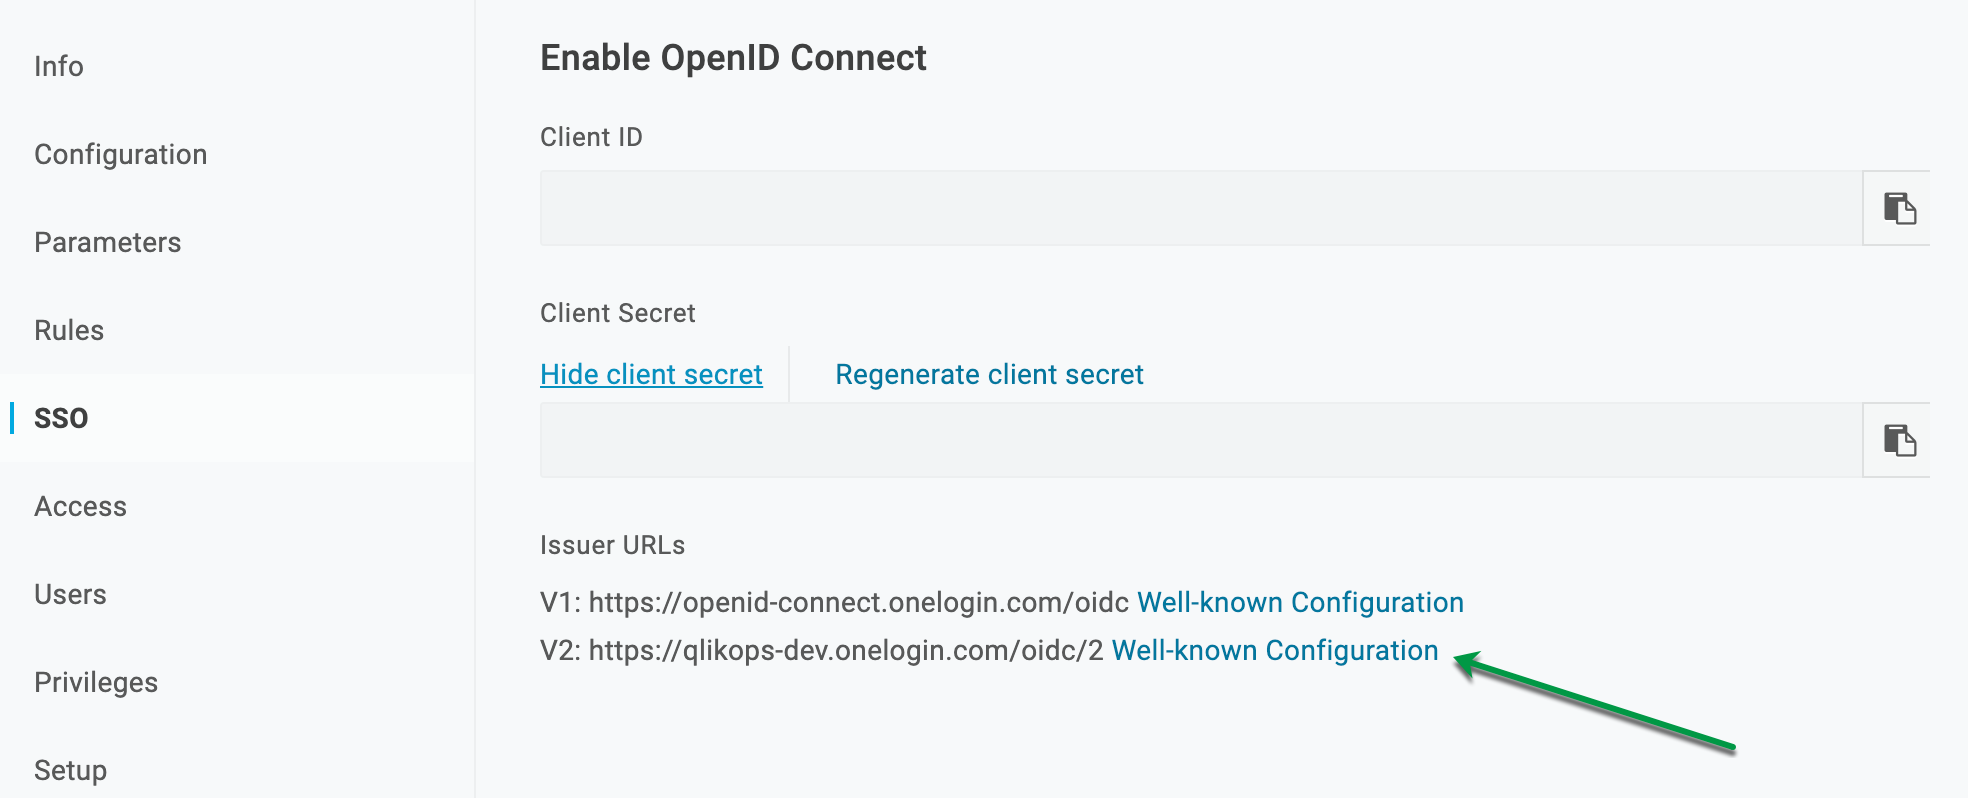 Info
Configuration
Parameters
Rules
SSO
Access
Users
Privileges
Setup
Enable OpenID Connect
Client ID
Client Secret
Hide client secret
Regenerate client secret
Issuer URLs
V1: https://openid-connect.onelogin.com/oidc Well-known Configuration
V2: https://qlikops-dev.onelogin.com/oidc/2 Well-known Configuration